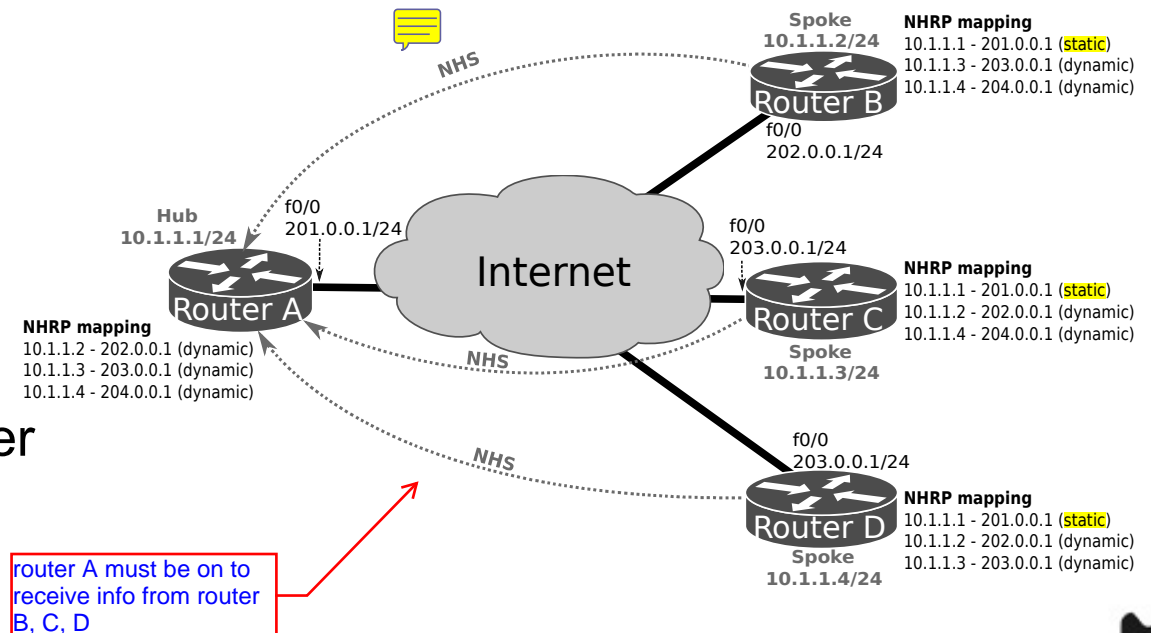 NHS
Spoke
10.1.1.2/24
Router B
f0/0
202.0.0.1/24
NHRP mapping
10.1.1.1 - 201.0.0.1 (static)
10.1.1.3 - 203.0.0.1 (dynamic)
10.1.1.4 - 204.0.0.1 (dynamic)
Hub
10.1.1.1/24
f0/0
201.0.0.1/24
Router A
NHRP mapping
10.1.1.2 - 202.0.0.1 (dynamic)
10.1.1.3 - 203.0.0.1 (dynamic)
10.1.1.4 - 204.0.0.1 (dynamic)
Internet
f0/0
203.0.0.1/24
Router C
Spoke
10.1.1.3/24
NHRP mapping
10.1.1.1 - 201.0.0.1 (static)
10.1.1.2 - 202.0.0.1 (dynamic)
10.1.1.4 - 204.0.0.1 (dynamic)
NHS
er
NHS
f0/0
203.0.0.1/24
Router D
Spoke
10.1.1.4/24
NHRP mapping
10.1.1.1 - 201.0.0.1 (static)
10.1.1.2 - 202.0.0.1 (dynamic)
10.1.1.3 - 203.0.0.1 (dynamic)
router A must be on to
receive info from router
B, C, D